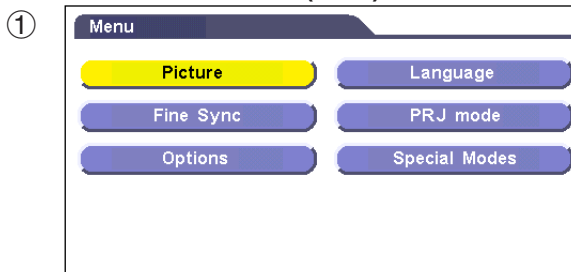 ①
Menu
Picture
Language
Fine Sync
PRJ mode
Options
Special Modes